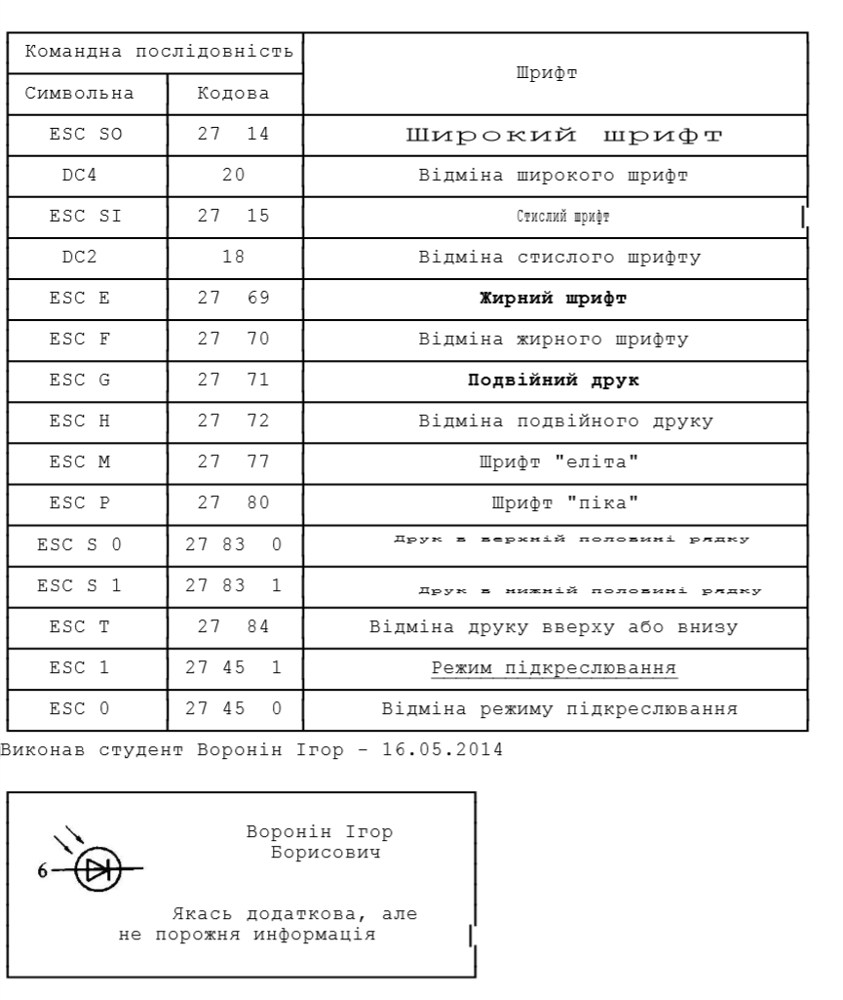 Командна послідовність Шрифт
Символьна Кодова
ESC SO 27 14 Широкий шрифт
DC4 20 Відміна широкого шрифт
ESC SI 27 15 Стислий шрифт
DC2 18 Відміна стислого шрифту
ESC E 27 69 Жирний шрифт
ESC F 27 70 Відміна жирного шрифту
ESC G 27 71 Подвійний друк
ESC H 27 72 Відміна подвійного друку
ESC M 27 77 Шрифт "еліта"
ESC P 27 80 Шрифт "піка"
ESC S 0 27 83 0 Друк в верхній половині рядку
ESC S 1 27 83 1 Друк в нижній половині рядку
ESC T 27 84 Відміна друку вверху або внизу
ESC 1 27 45 1 Режим підкреслювання
ESC 0 27 45 0 Відміна режиму підкреслювання
Виконав студент Воронін Ігор - 16.05.2014
Воронін Ігор
Борисович
6
Якась додаткова, але
не порожня информація